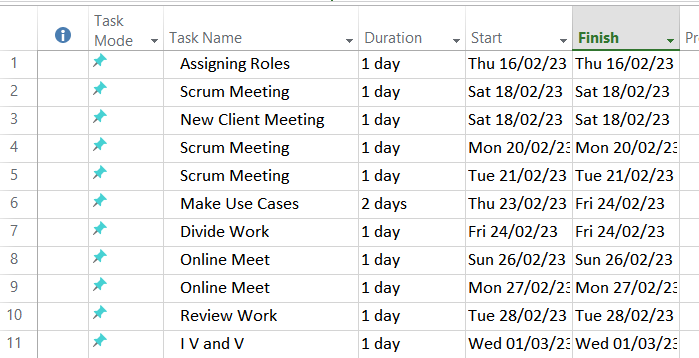 Task Mode Task Name Duration Start Finish Pr
1 Assigning Roles 1 day Thu 16/02/23 Thu 16/02/23
2 Scrum Meeting 1 day Sat 18/02/23 Sat 18/02/23
3 New Client Meeting 1 day Sat 18/02/23 Sat 18/02/23
4 Scrum Meeting 1 day Mon 20/02/23 Mon 20/02/23
5 Scrum Meeting 1 day Tue 21/02/23 Tue 21/02/23
6 Make Use Cases 2 days Thu 23/02/23 Fri 24/02/23
7 Divide Work 1 day Fri 24/02/23 Fri 24/02/23
8 Online Meet 1 day Sun 26/02/23 Sun 26/02/23
9 Online Meet 1 day Mon 27/02/23 Mon 27/02/23
10 Review Work 1 day Tue 28/02/23 Tue 28/02/23
11 I V and V 1 day Wed 01/03/23 Wed 01/03/23